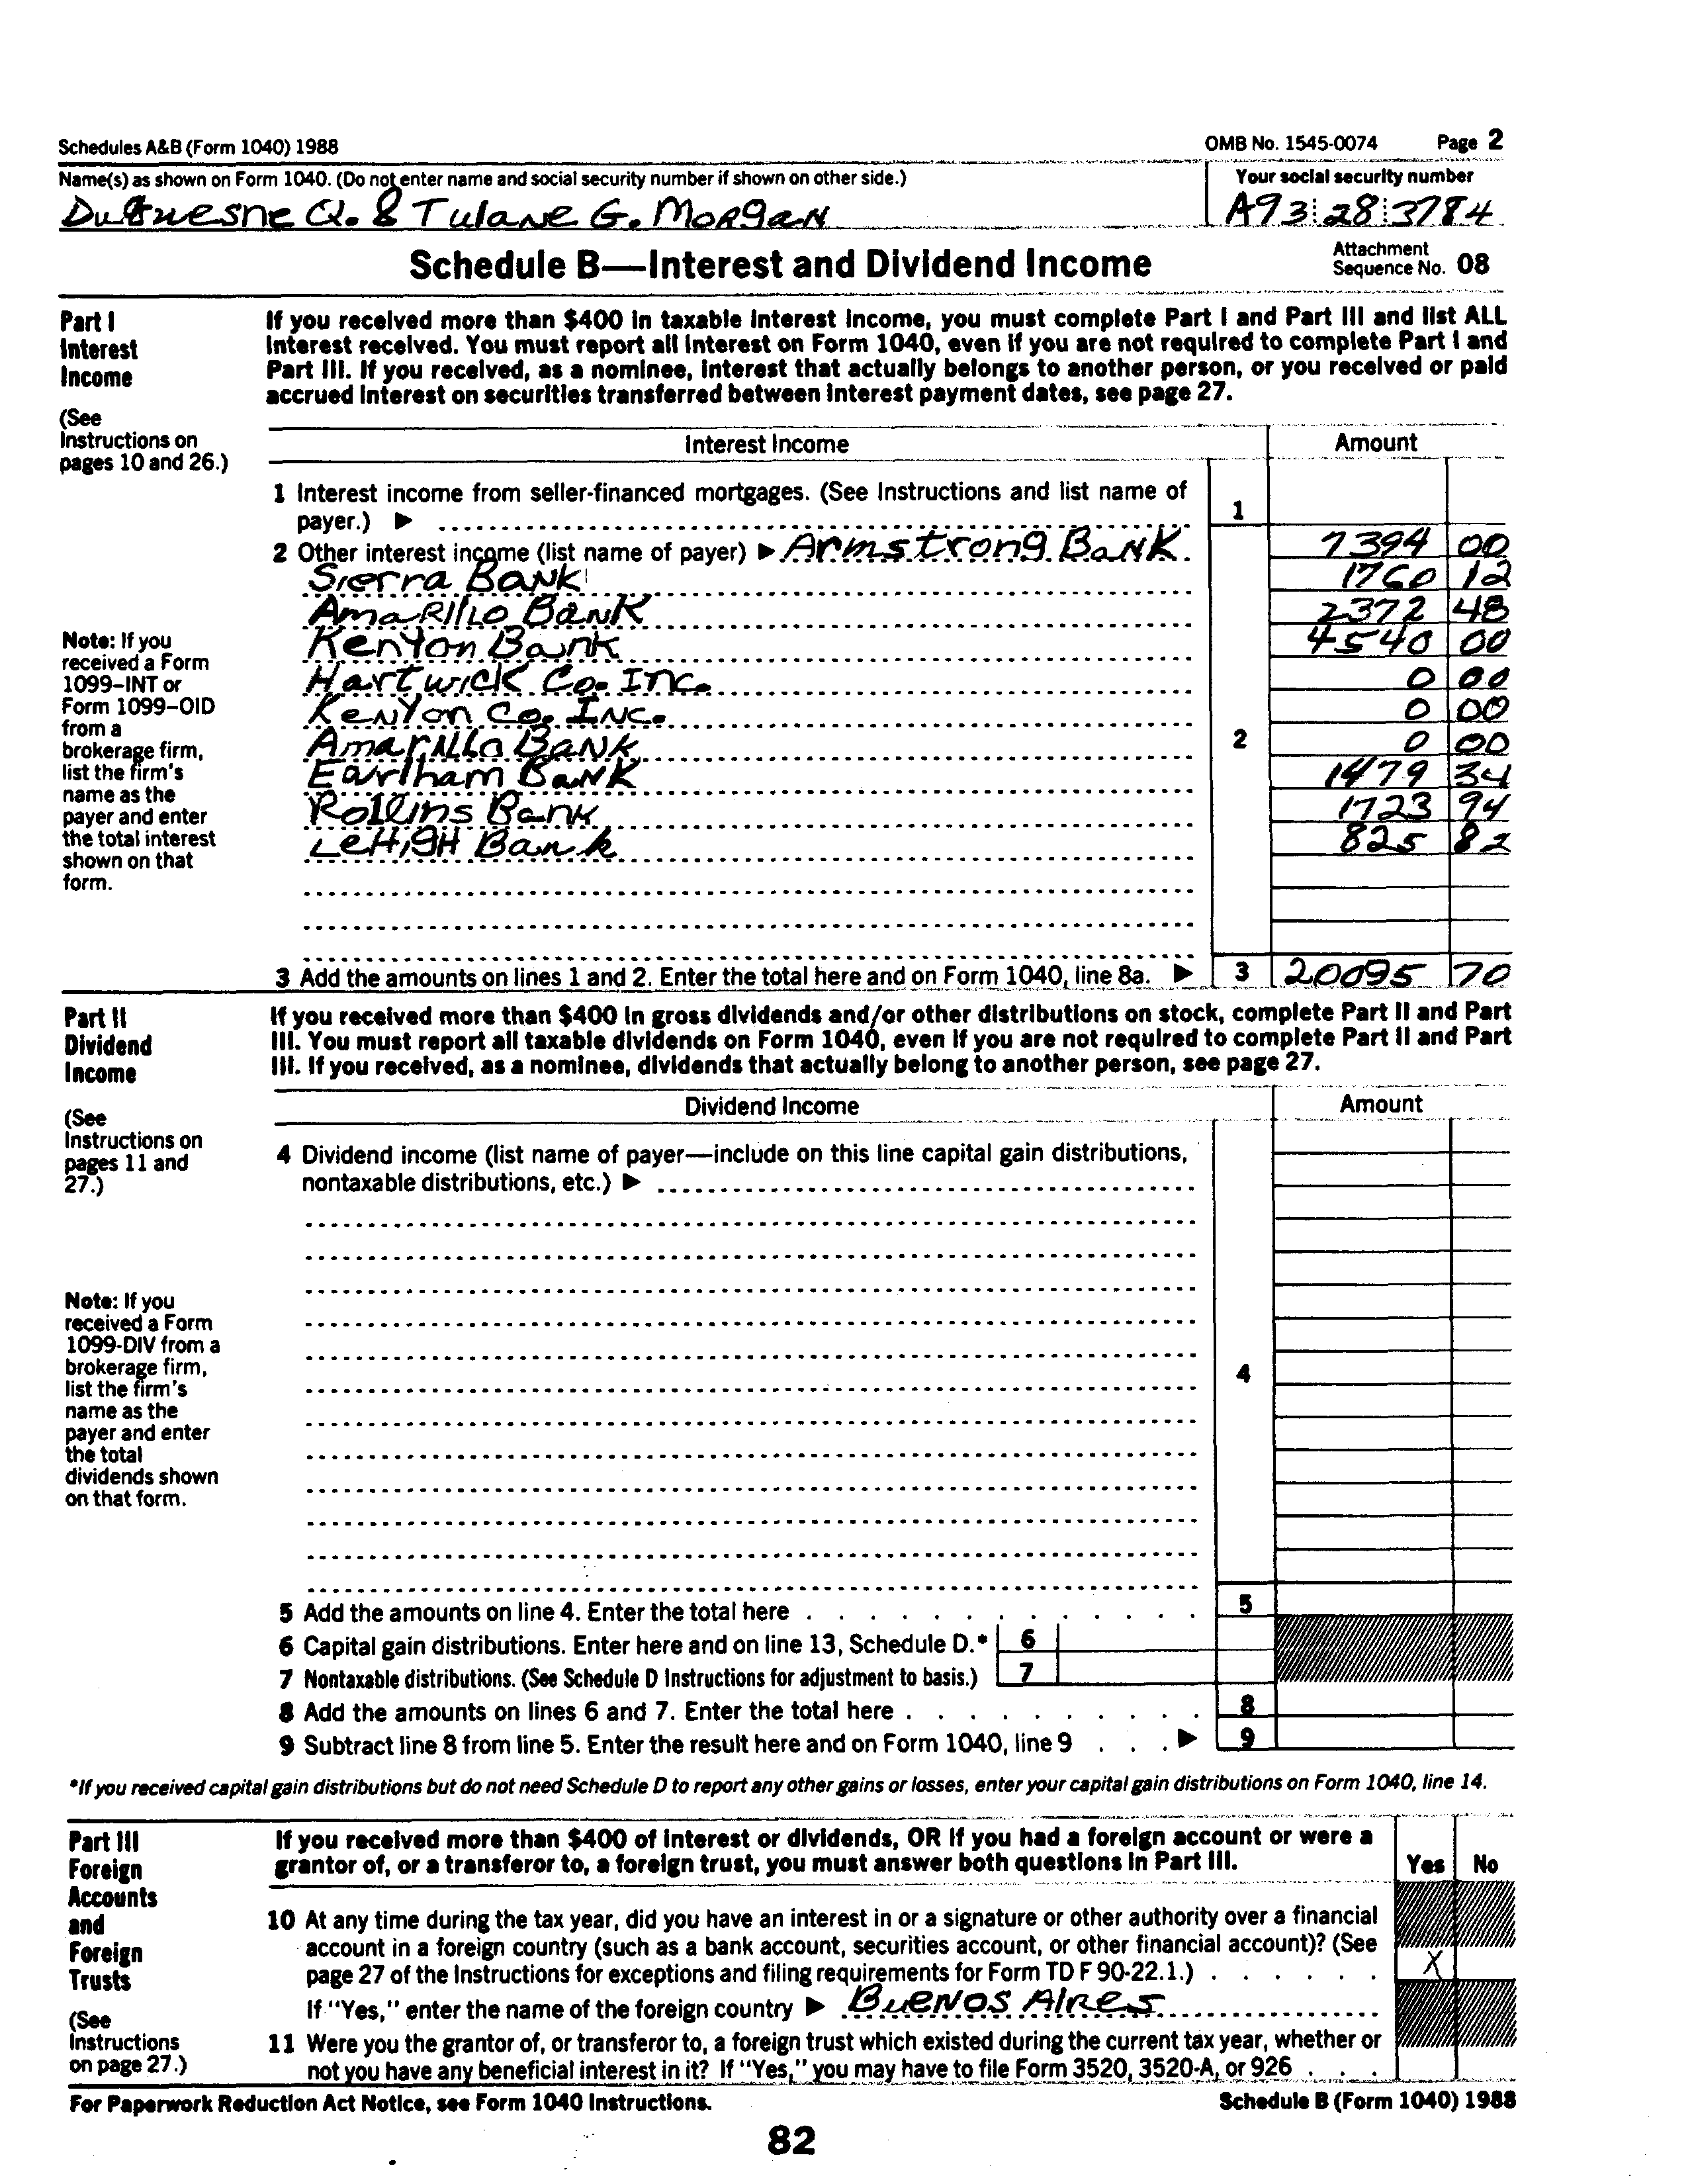 Schedules A&B (Form 1040) 1988 OMB No. 1545-0074 Page 2
Name(s) as shown on Form 1040. (Do not enter name and social security number if shown on other side.) Your social security number
Duquesne Q. & Tulane G. Morgan A93 28 3784
Schedule B—Interest and Dividend Income Attachment Sequence No. 08
Part I
Interest
Income
(See
Instructions on
pages 10 and 26.)
If you received more than $400 in taxable interest income, you must complete Part I and Part III and list ALL
interest received. You must report all interest on Form 1040, even if you are not required to complete Part I and
Part III. If you received, as a nominee, interest that actually belongs to another person, or you received or paid
accrued interest on securities transferred between interest payment dates, see page 27.
Interest Income Amount
1 Interest income from seller-financed mortgages. (See Instructions and list name of
payer.) ▶ 1
2 Other interest income (list name of payer) ▶ Armstrong Bank 7394 00
Sierra Bank 1760 12
Amarillo Bank 2372 48
Kenyon Bank 4540 00
Hartwick Co. Inc. 0 00
Kenyon Co. Inc. 0 00
Amarillo Bank 2 0 00
Earlham Bank 1479 34
Rollins Bank 1723 94
Lehigh Bank 825 82
Note: If you
received a Form
1099-INT or
Form 1099-OID
from a
brokerage firm,
list the firm's
name as the
payer and enter
the total interest
shown on that
form.
3 Add the amounts on lines 1 and 2. Enter the total here and on Form 1040, line 8a. ▶ 3 20095 70
Part II
Dividend
Income
(See
Instructions on
pages 11 and
27.)
If you received more than $400 in gross dividends and/or other distributions on stock, complete Part II and Part
III. You must report all taxable dividends on Form 1040, even if you are not required to complete Part II and Part
III. If you received, as a nominee, dividends that actually belong to another person, see page 27.
Dividend Income Amount
4 Dividend income (list name of payer—include on this line capital gain distributions,
nontaxable distributions, etc.) ▶
4
Note: If you
received a Form
1099-DIV from a
brokerage firm,
list the firm's
name as the
payer and enter
the total
dividends shown
on that form.
5 Add the amounts on line 4. Enter the total here 5
6 Capital gain distributions. Enter here and on line 13, Schedule D.* 6
7 Nontaxable distributions. (See Schedule D Instructions for adjustment to basis.) 7
8 Add the amounts on lines 6 and 7. Enter the total here 8
9 Subtract line 8 from line 5. Enter the result here and on Form 1040, line 9 ▶ 9
*If you received capital gain distributions but do not need Schedule D to report any other gains or losses, enter your capital gain distributions on Form 1040, line 14.
Part III
Foreign
Accounts
and
Foreign
Trusts
(See
Instructions
on page 27.)
If you received more than $400 of interest or dividends, OR if you had a foreign account or were a
grantor of, or a transferor to, a foreign trust, you must answer both questions in Part III. Yes No
10 At any time during the tax year, did you have an interest in or a signature or other authority over a financial
account in a foreign country (such as a bank account, securities account, or other financial account)? (See
page 27 of the Instructions for exceptions and filing requirements for Form TD F 90-22.1.) X
If "Yes," enter the name of the foreign country ▶ Buenos Aires
11 Were you the grantor of, or transferor to, a foreign trust which existed during the current tax year, whether or
not you have any beneficial interest in it? If "Yes," you may have to file Form 3520, 3520-A, or 926
For Paperwork Reduction Act Notice, see Form 1040 Instructions. Schedule B (Form 1040) 1988
82